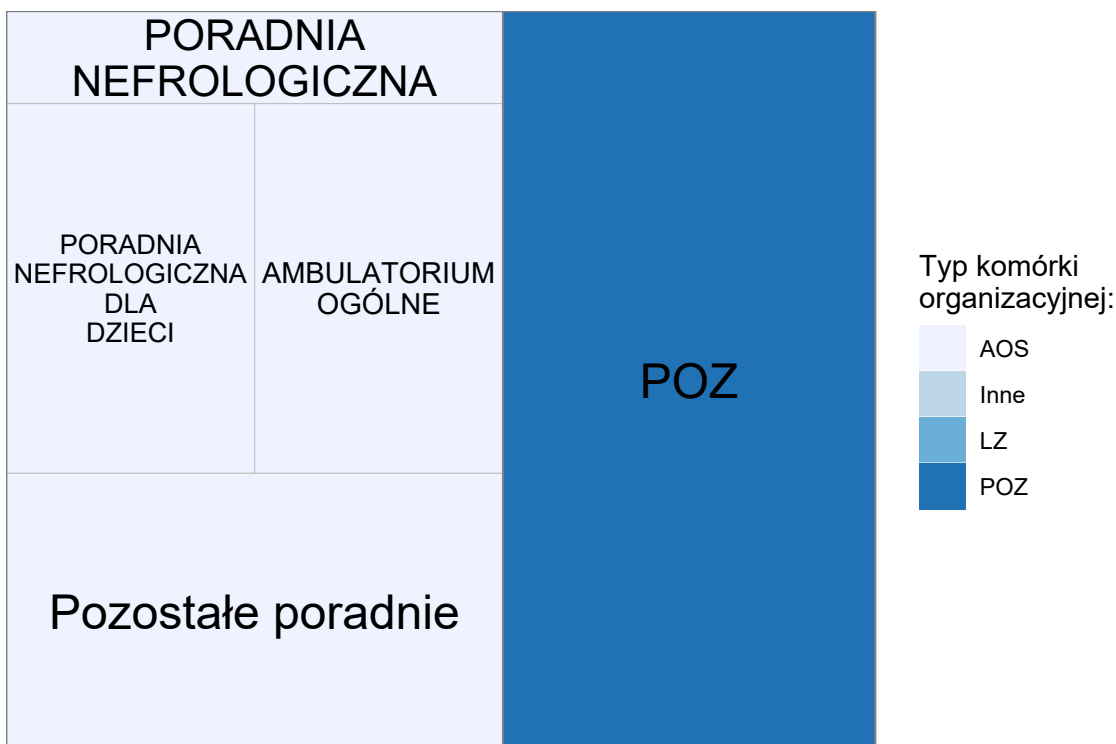 PORADNIA
NEFROLOGICZNA
PORADNIA
NEFROLOGICZNA
DLA
DZIECI
AMBULATORIUM
OGÓLNE
Pozostałe poradnie
POZ
Typ komórki
organizacyjnej:
AOS
Inne
LZ
POZ